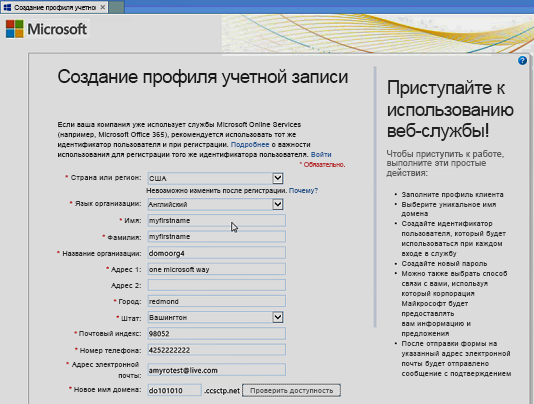 Создание профиля учетно
Microsoft
Создание профиля учетной записи
Если ваша компания уже использует службы Microsoft Online Services
(например, Microsoft Office 365), рекомендуется использовать тот же
идентификатор пользователя и при регистрации. Подробнее о важности
использования для регистрации того же идентификатора пользователя. Войти
* Обязательно.
* Страна или регион: США
Невозможно изменить после регистрации. Почему?
* Язык организации: Английский
* Имя: myfirstname
* Фамилия: myfirstname
* Название организации: domoorg4
* Адрес 1: one microsoft way
Адрес 2:
* Город: redmond
* Штат: Вашингтон
* Почтовый индекс: 98052
* Номер телефона: 4252222222
* Адрес электронной
почты: amyrotest@live.com
* Новое имя домена: do101010 .ccsctp.net Проверить доступность
Приступайте к
использованию
веб-службы!
Чтобы приступить к работе,
выполните эти простые
действия:
• Заполните профиль клиента
• Выберите уникальное имя
домена
• Создайте идентификатор
пользователя, который будет
использоваться при каждом
входе в службу
• Создайте новый пароль
• Можно также выбрать способ
связи с вами, используя
который корпорация
Майкрософт будет
предоставлять
вам информацию и
предложения
• После отправки формы на
указанный адрес электронной
почты будет отправлено
сообщение с подтверждением